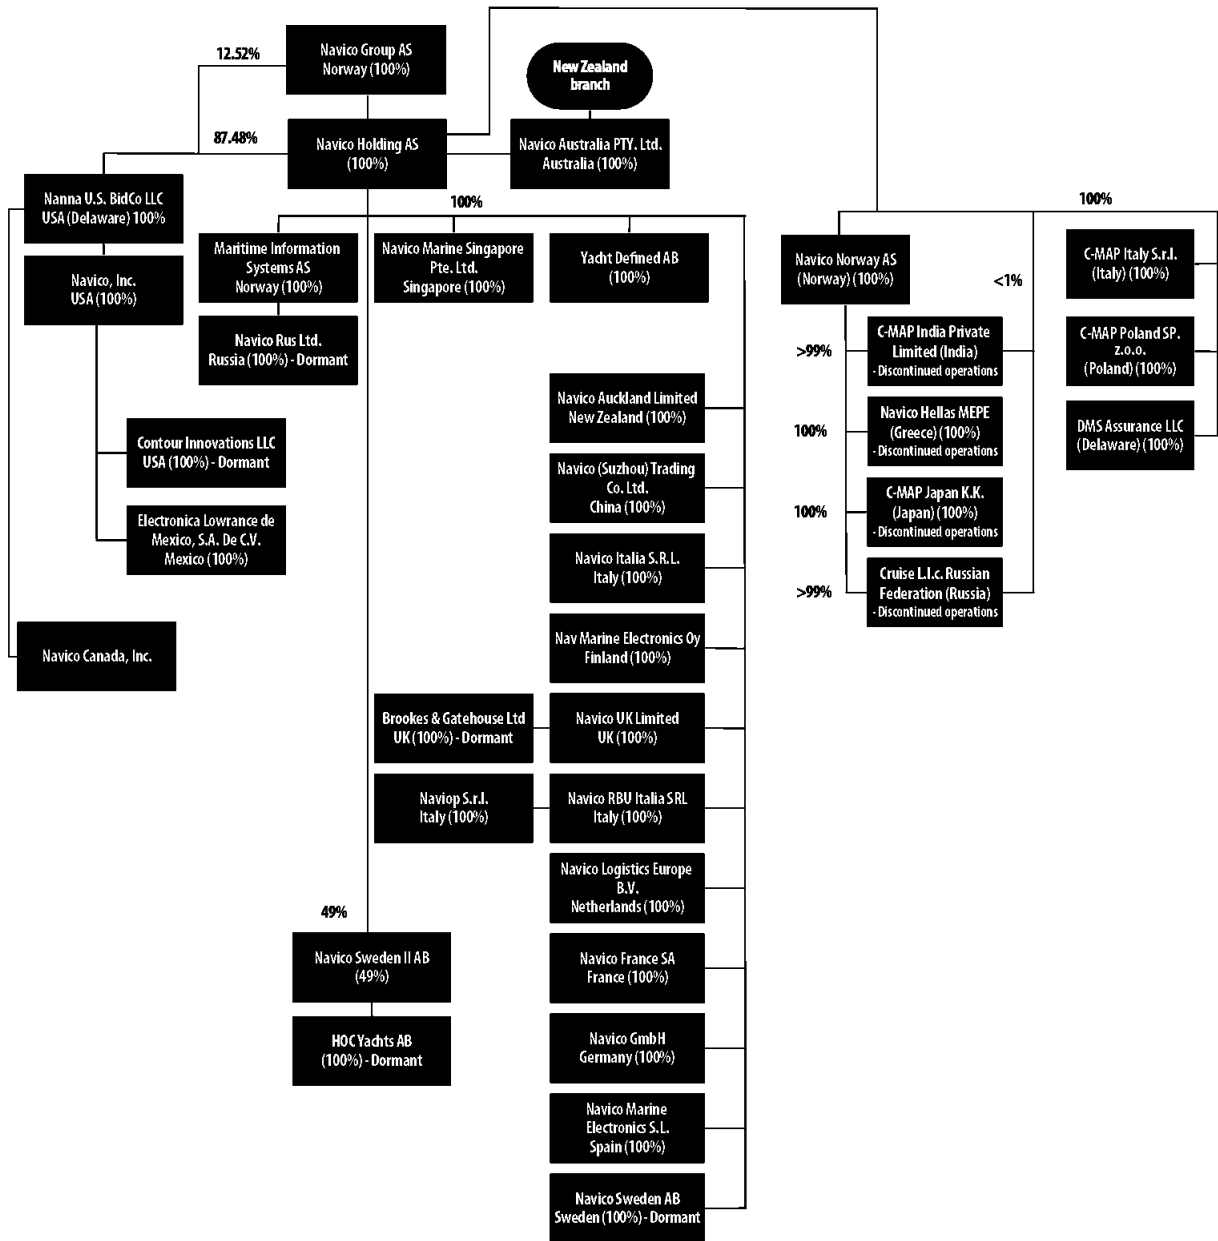 12.52%
Navico Group AS
Norway (100%)
New Zealand
branch
87.48%
Navico Holding AS
(100%)
Navico Australia PTY. Ltd.
Australia (100%)
Nanna U.S. BidCo LLC
USA (Delaware) 100%
Navico, Inc.
USA (100%)
Contour Innovations LLC
USA (100%) - Dormant
Electronica Lowrance de
Mexico, S.A. De C.V.
Mexico (100%)
Navico Canada, Inc.
100%
Maritime Information
Systems AS
Norway (100%)
Navico Marine Singapore
Pte. Ltd.
Singapore (100%)
Yacht Defined AB
(100%)
Navico Rus Ltd.
Russia (100%) - Dormant
Navico Auckland Limited
New Zealand (100%)
Navico (Suzhou) Trading
Co. Ltd.
China (100%)
Navico Italia S.R.L.
Italy (100%)
Nav Marine Electronics Oy
Finland (100%)
Brookes & Gatehouse Ltd
UK (100%) - Dormant
Navico UK Limited
UK (100%)
Naviop S.r.l.
Italy (100%)
Navico RBU Italia SRL
Italy (100%)
Navico Logistics Europe
B.V.
Netherlands (100%)
49%
Navico Sweden II AB
(49%)
HOC Yachts AB
(100%) - Dormant
Navico France SA
France (100%)
Navico GmbH
Germany (100%)
Navico Marine
Electronics S.L.
Spain (100%)
Navico Sweden AB
Sweden (100%) - Dormant
100%
Navico Norway AS
(Norway) (100%)
<1%
>99%
C-MAP India Private
Limited (India)
- Discontinued operations
100%
Navico Hellas MEPE
(Greece) (100%)
- Discontinued operations
100%
C-MAP Japan K.K.
(Japan) (100%)
- Discontinued operations
>99%
Cruise L.l.c. Russian
Federation (Russia)
- Discontinued operations
C-MAP Italy S.r.l.
(Italy) (100%)
C-MAP Poland SP.
z.o.o.
(Poland) (100%)
DMS Assurance LLC
(Delaware) (100%)